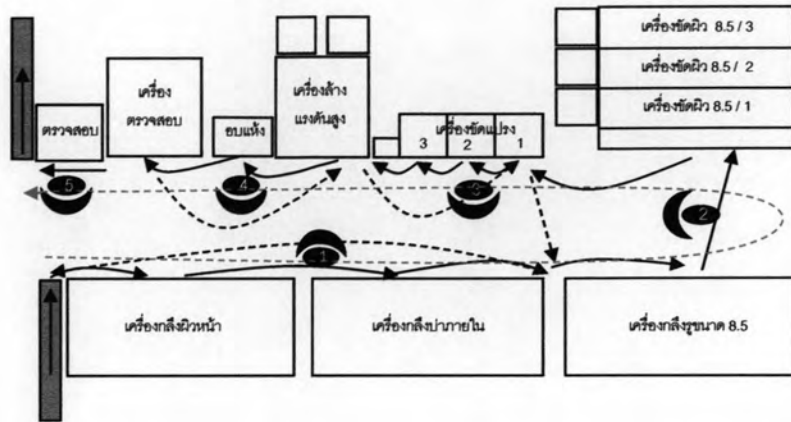 เครื่องขัดผิว 8.5 / 3
เครื่องขัดผิว 8.5 / 2
เครื่องขัดผิว 8.5 / 1
เครื่อง
ตรวจสอบ
เครื่องล้าง
แรงดันสูง
ตรวจสอบ
อบแห้ง
เครื่องขัดแปรง
3
2
1
5
4
3
2
1
เครื่องกลึงผิวหน้า
เครื่องกลึงบ่าภายใน
เครื่องกลึงรูขนาด 8.5